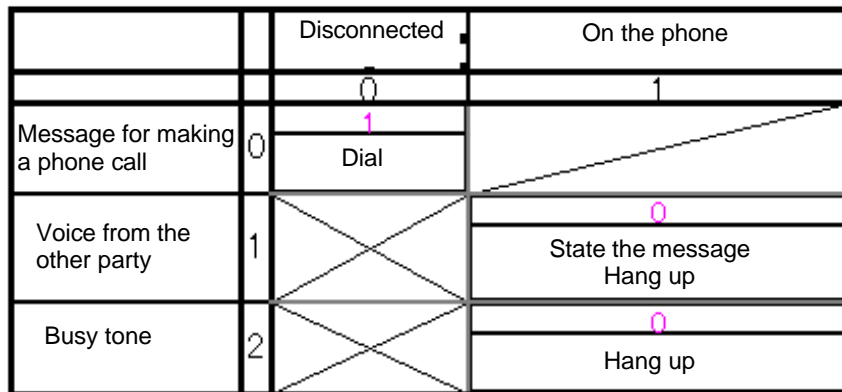 Disconnected On the phone
0 1
Message for making
a phone call
0
1
Dial
Voice from the
other party
1
0
State the message
Hang up
Busy tone
2
0
Hang up